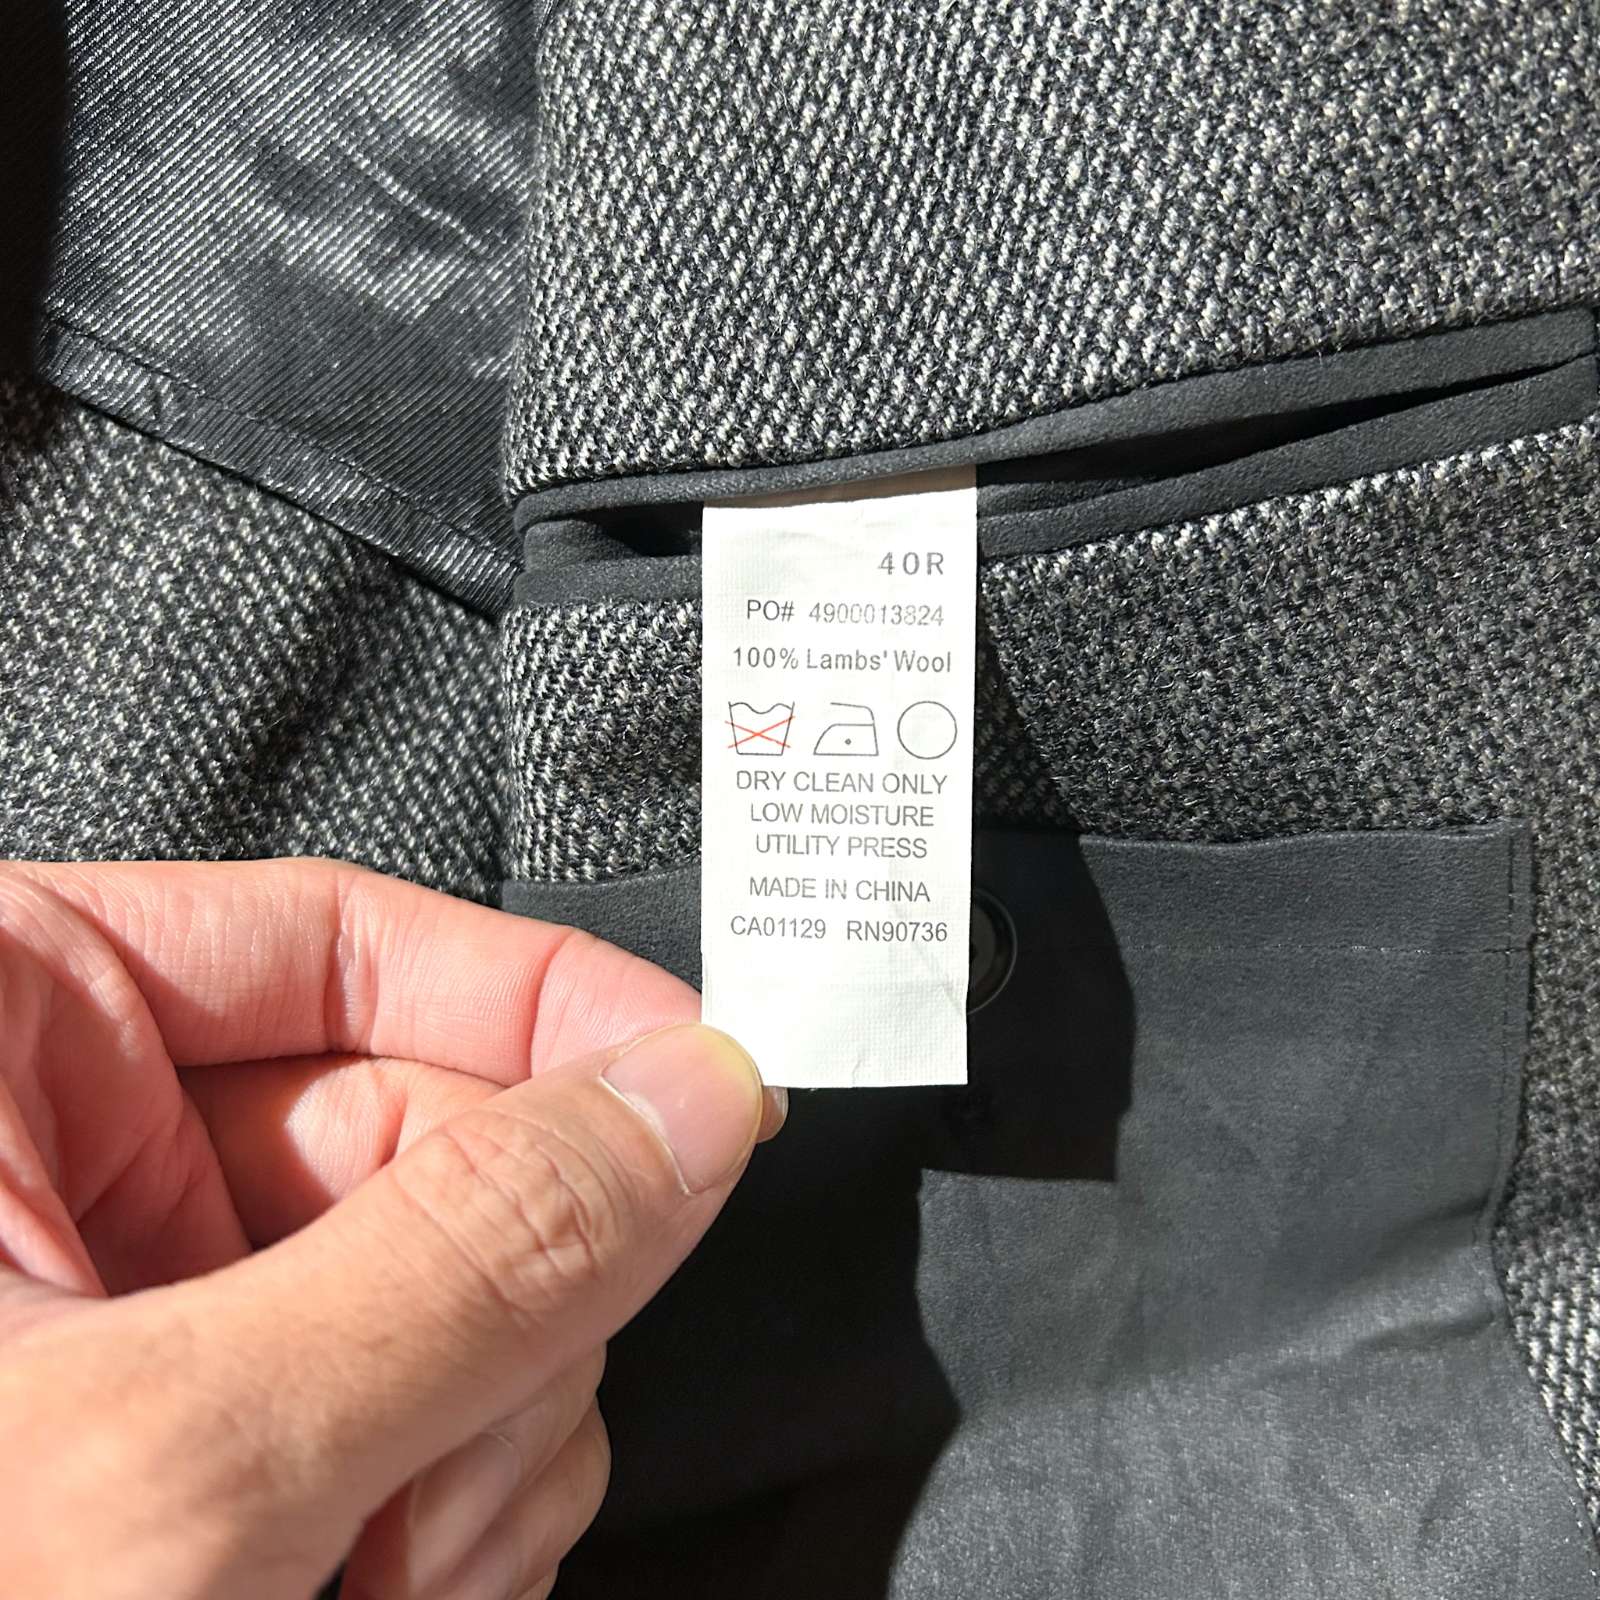 40R
PO# 4900013824
100% Lambs' Wool
DRY CLEAN ONLY
LOW MOISTURE
UTILITY PRESS
MADE IN CHINA
CA01129 RN90736